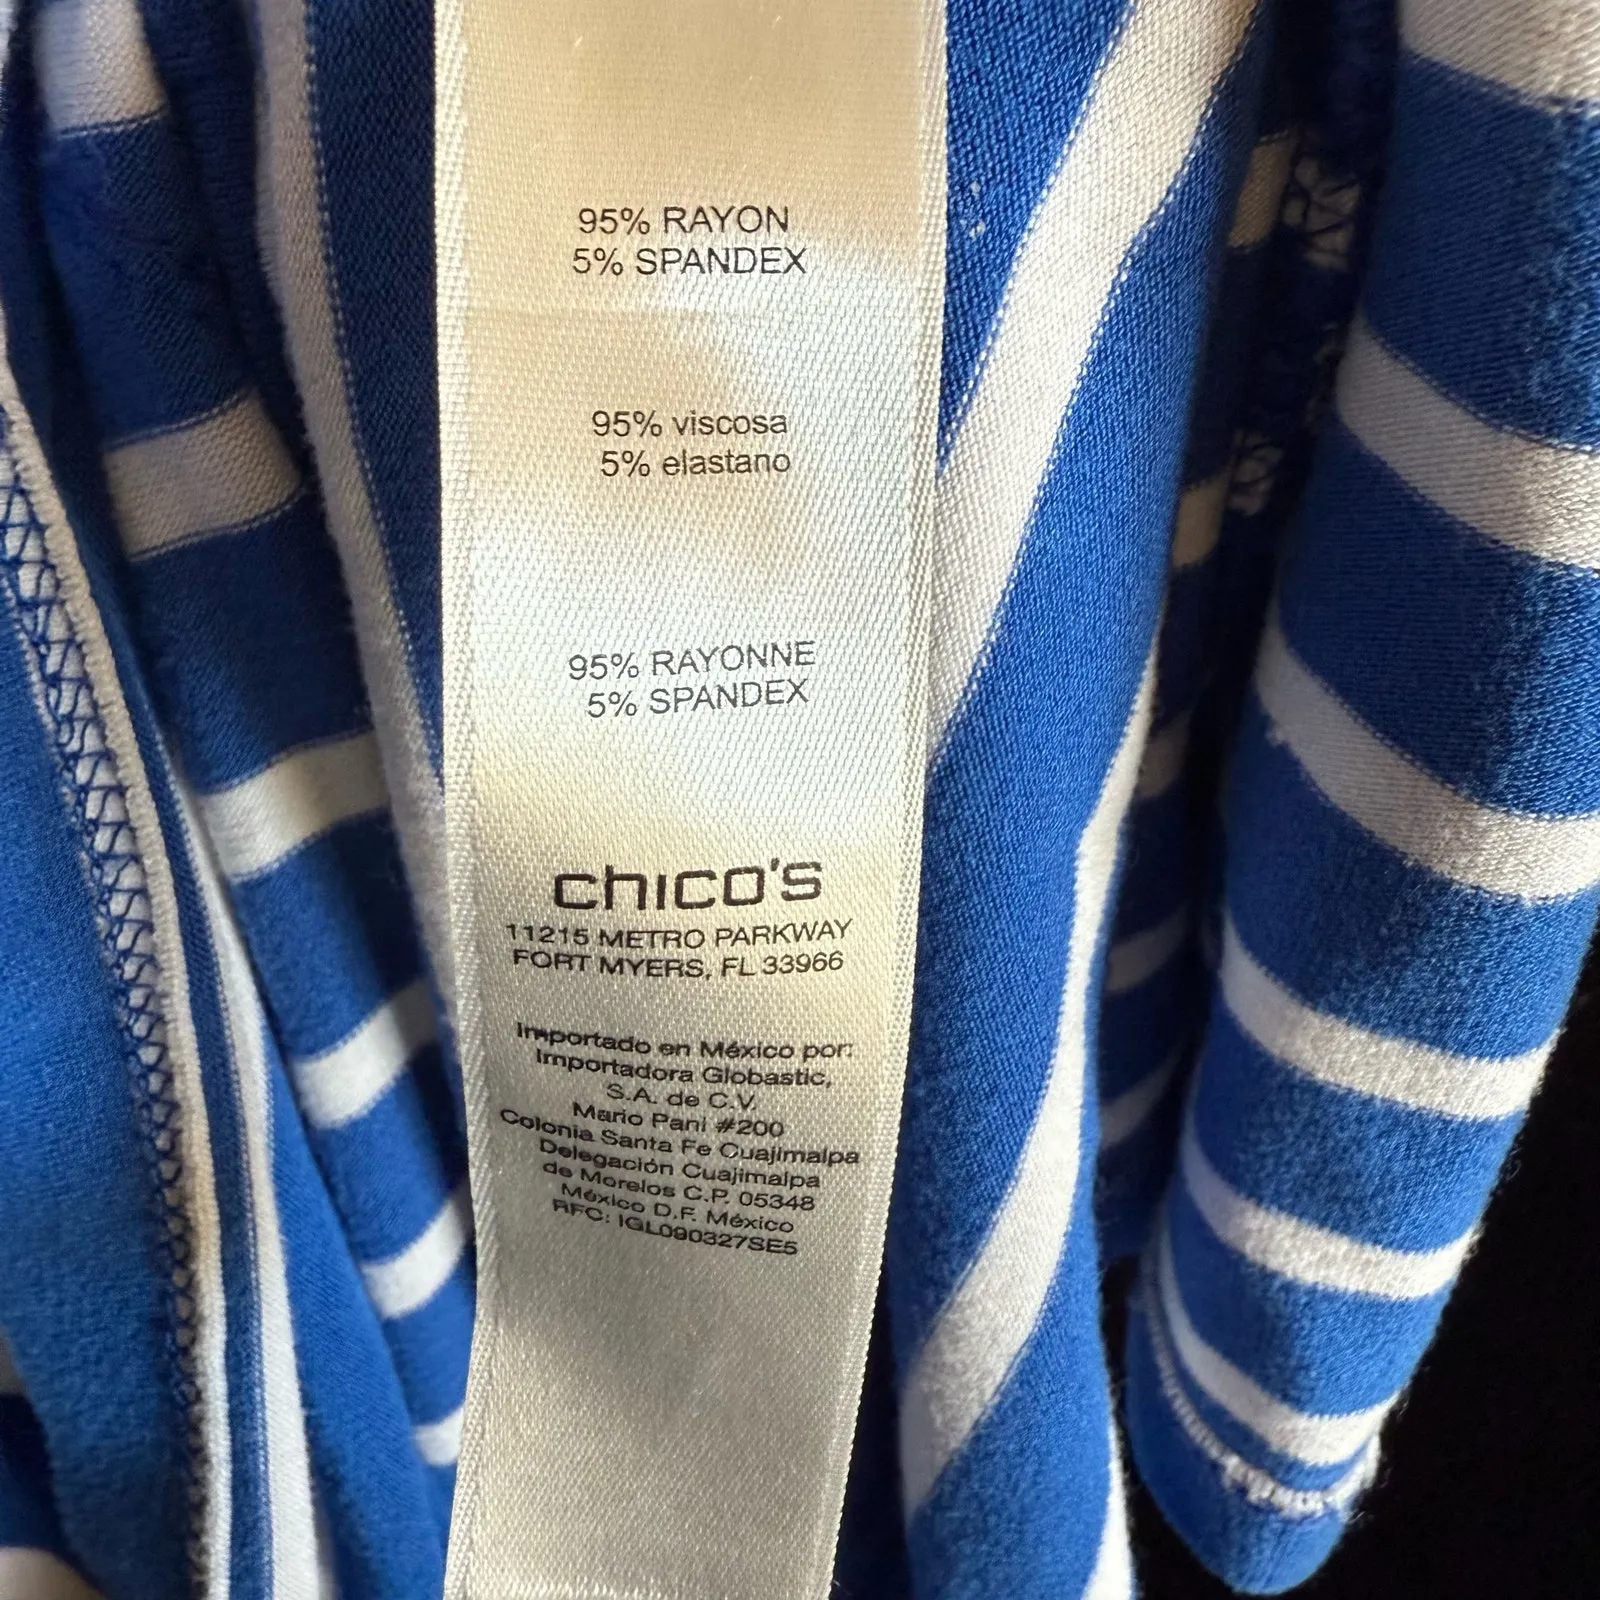 95% RAYON
5% SPANDEX
95% viscosa
5% elastano
95% RAYONNE
5% SPANDEX
chico's
11215 METRO PARKWAY
FORT MYERS, FL 33966
Importado en México por:
Importadora Globastic,
S.A. de C.V.
Mario Pani #200
Colonia Santa Fe Cuajimalpa
Delegación Cuajimalpa
de Morelos C.P. 05348
México D.F. México
RFC: IGL090327SE5